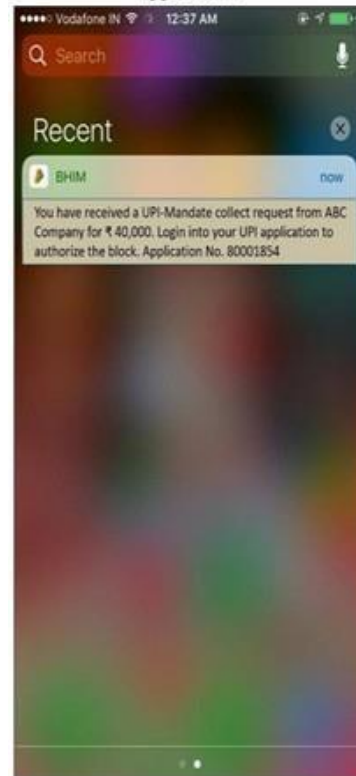 Vodafone IN 12:37 AM
Search
Recent
BHIM now
You have received a UPI-Mandate collect request from ABC
Company for ₹ 40,000. Login into your UPI application to
authorize the block. Application No. 80001854